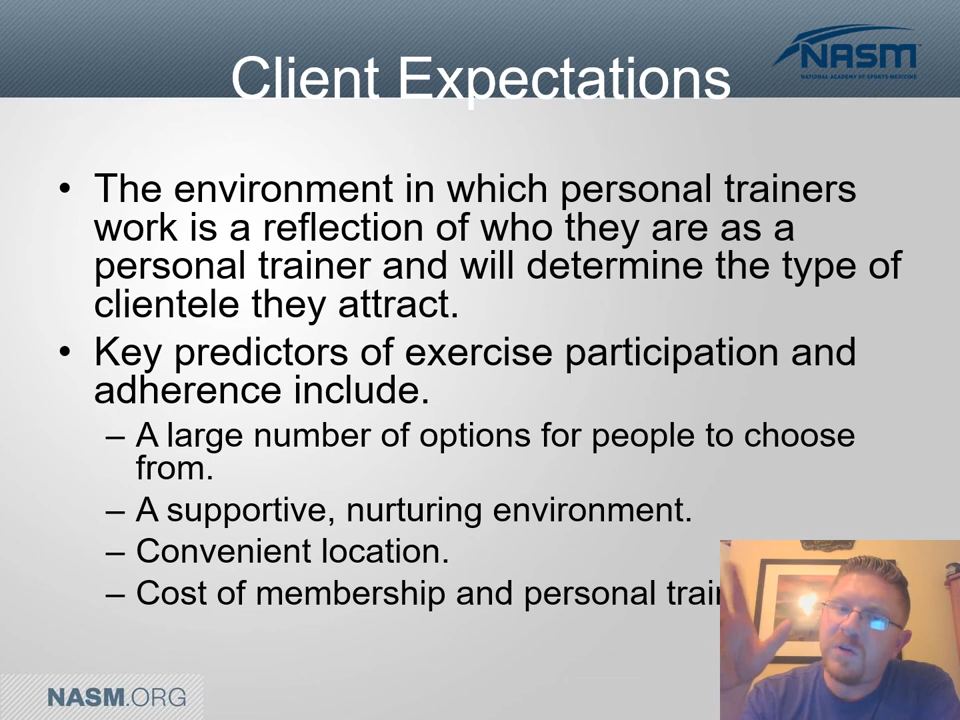 NASM
NATIONAL ACADEMY OF SPORTS MEDICINE
Client Expectations
• The environment in which personal trainers
work is a reflection of who they are as a
personal trainer and will determine the type of
clientele they attract.
• Key predictors of exercise participation and
adherence include.
– A large number of options for people to choose
from.
– A supportive, nurturing environment.
– Convenient location.
– Cost of membership and personal
NASM.ORG